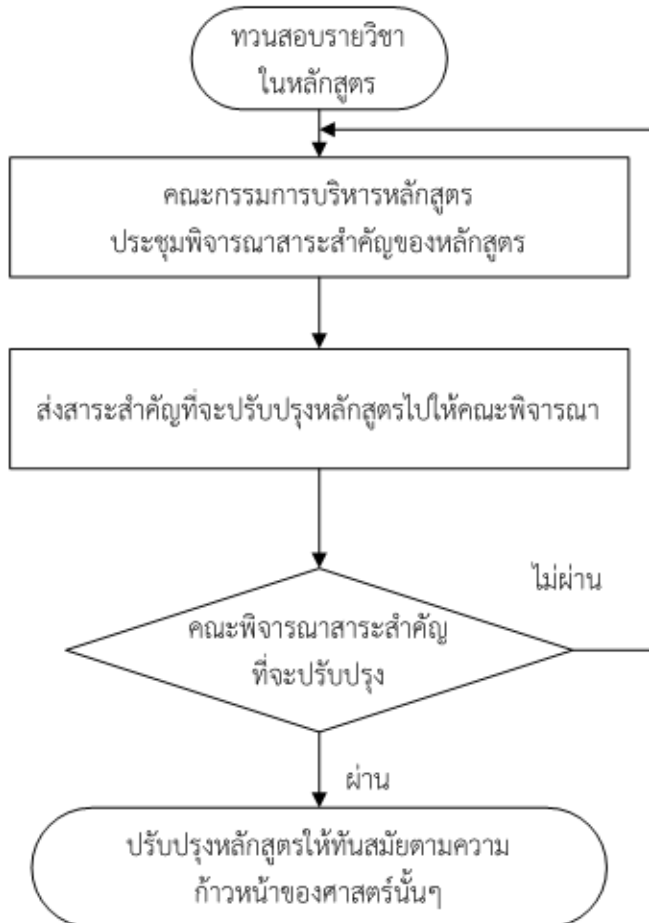 ทวนสอบรายวิชา
ในหลักสูตร
คณะกรรมการบริหารหลักสูตร
ประชุมพิจารณาสาระสำคัญของหลักสูตร
ส่งสาระสำคัญที่จะปรับปรุงหลักสูตรไปให้คณะพิจารณา
ไม่ผ่าน
คณะพิจารณาสาระสำคัญ
ที่จะปรับปรุง
ผ่าน
ปรับปรุงหลักสูตรให้ทันสมัยตามความ
ก้าวหน้าของศาสตร์นั้นๆ